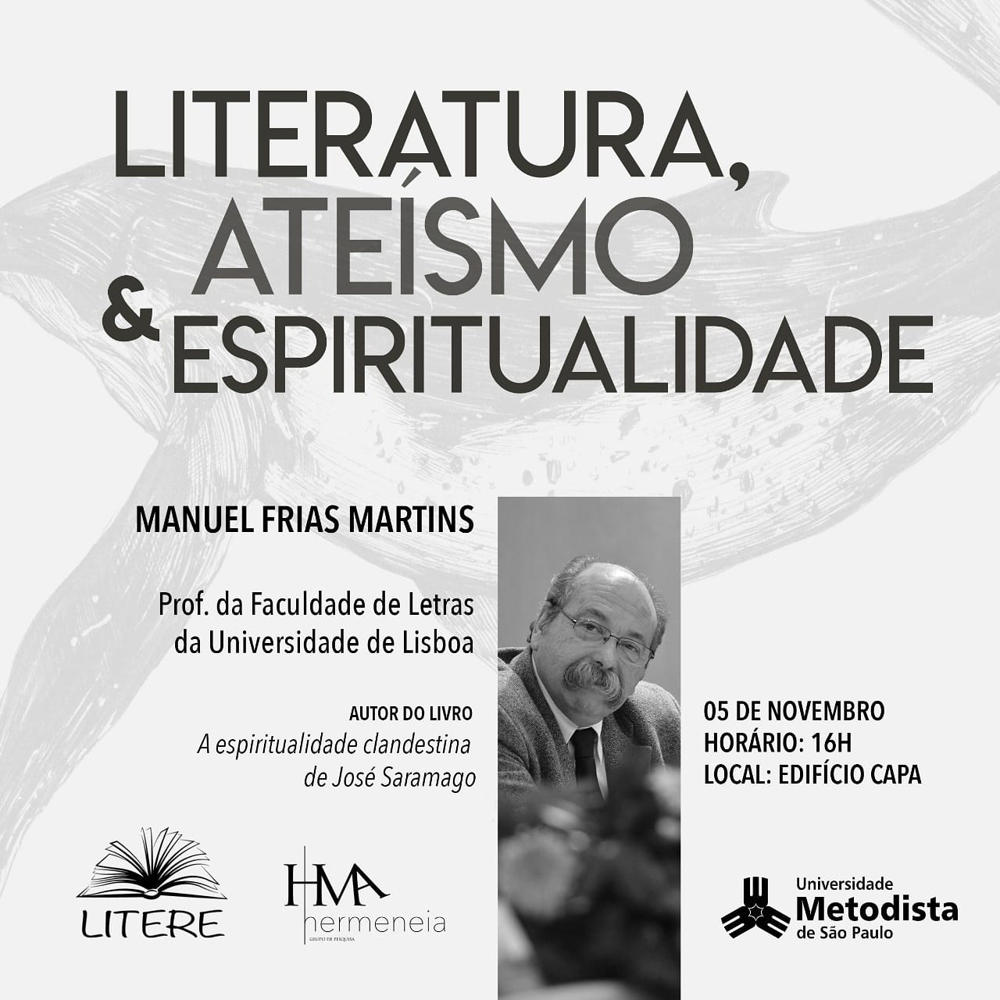 LITERATURA,
ATEÍSMO
& ESPIRITUALIDADE
MANUEL FRIAS MARTINS
Prof. da Faculdade de Letras
da Universidade de Lisboa
AUTOR DO LIVRO
A espiritualidade clandestina
de José Saramago
05 DE NOVEMBRO
HORÁRIO: 16H
LOCAL: EDIFÍCIO CAPA
LITERE
HMA
hermeneia
GRUPO DE PESQUISA
Universidade
Metodista
de São Paulo